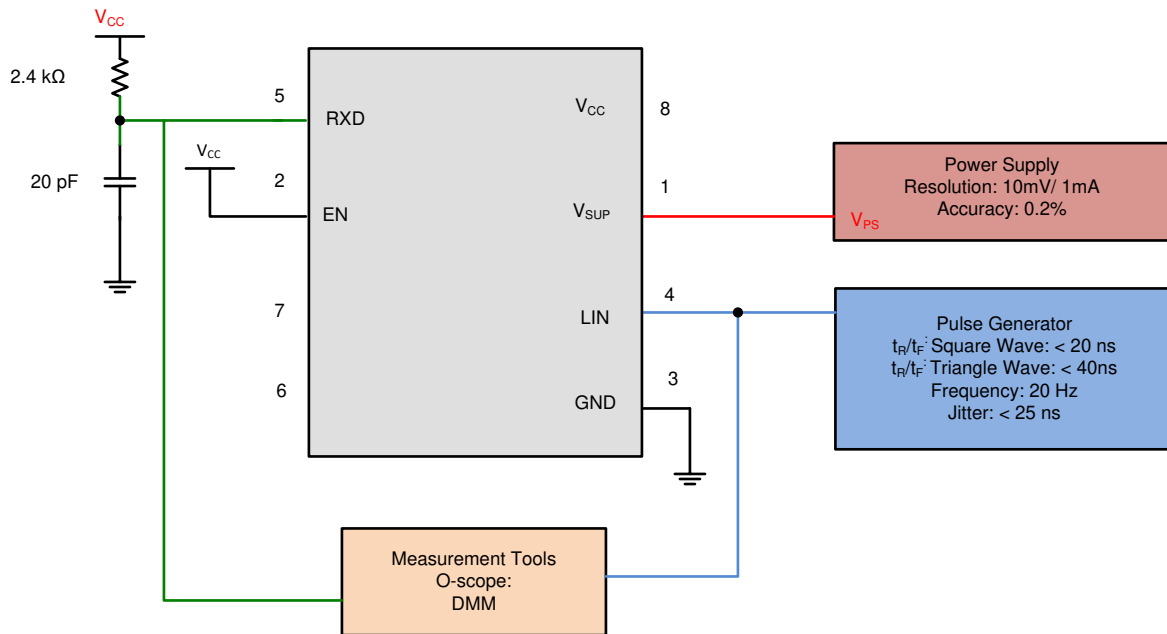 VCC
2.4 kΩ
20 pF
5
RXD
VCC
2
EN
7
6
VCC
8
1
VSUP
4
LIN
3
GND
Power Supply
Resolution: 10mV/ 1mA
Accuracy: 0.2%
VPS
Pulse Generator
tR/tF: Square Wave: < 20 ns
tR/tF: Triangle Wave: < 40ns
Frequency: 20 Hz
Jitter: < 25 ns
Measurement Tools
O-scope:
DMM